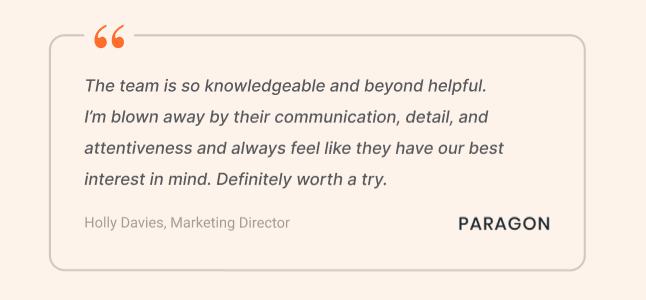 “
The team is so knowledgeable and beyond helpful.
I’m blown away by their communication, detail, and
attentiveness and always feel like they have our best
interest in mind. Definitely worth a try.
Holly Davies, Marketing Director
PARAGON